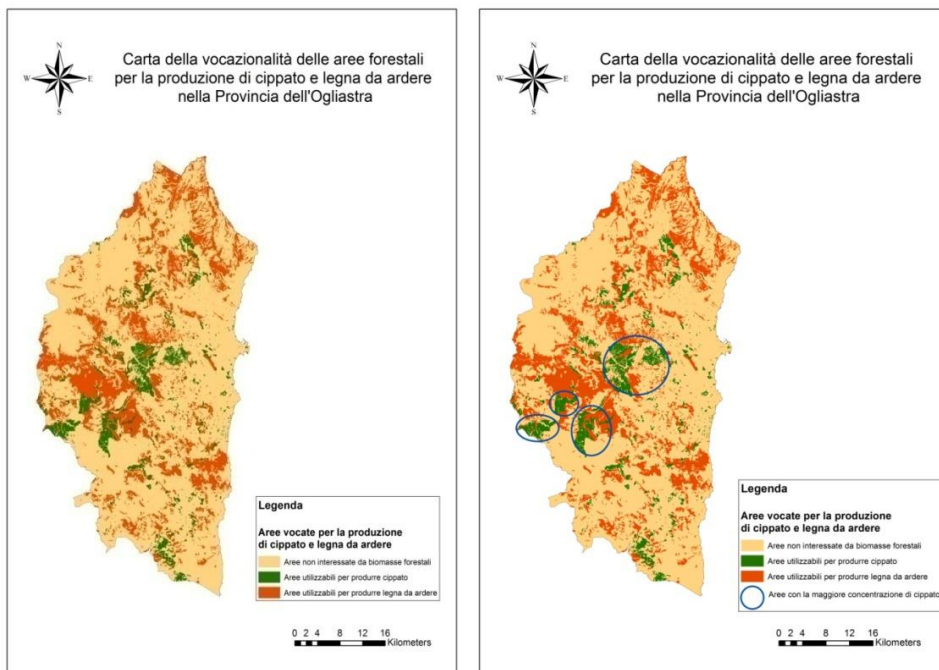 N
W E
S
Carta della vocazionalità delle aree forestali
per la produzione di cippato e legna da ardere
nella Provincia dell'Ogliastra
Legenda
Aree vocate per la produzione
di cippato e legna da ardere
Aree non interessate da biomasse forestali
Aree utilizzabili per produrre cippato
Aree utilizzabili per produrre legna da ardere
0 2 4 8 12 16
Kilometers
N
W E
S
Carta della vocazionalità delle aree forestali
per la produzione di cippato e legna da ardere
nella Provincia dell'Ogliastra
Legenda
Aree vocate per la produzione
di cippato e legna da ardere
Aree non interessate da biomasse forestali
Aree utilizzabili per produrre cippato
Aree utilizzabili per produrre legna da ardere
Aree con la maggiore concentrazione di cippato
0 2 4 8 12 16
Kilometers